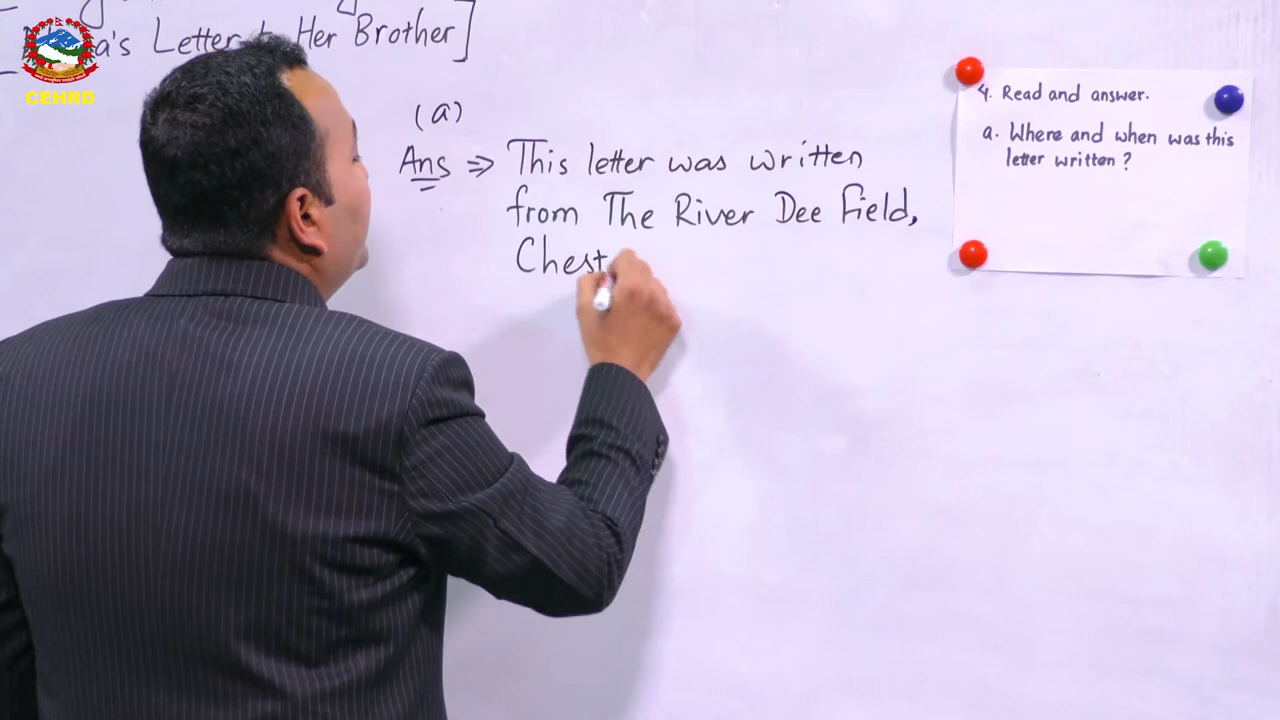 Letter to Her Brother]
CEHRD
(a)
Ans ⇒ This letter was written
from The River Dee Field,
Chest
4. Read and answer.
a. Where and when was this
letter written?